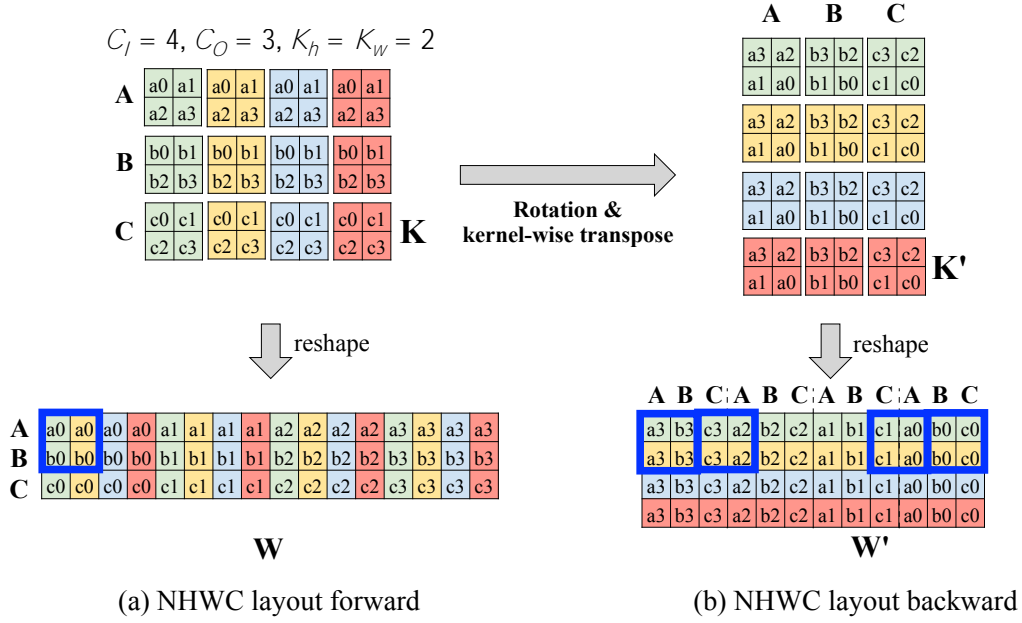 C_I = 4, C_O = 3, K_h = K_w = 2
A
a0 a1 a0 a1 a0 a1 a0 a1
a2 a3 a2 a3 a2 a3 a2 a3
B
b0 b1 b0 b1 b0 b1 b0 b1
b2 b3 b2 b3 b2 b3 b2 b3
C
c0 c1 c0 c1 c0 c1 c0 c1
c2 c3 c2 c3 c2 c3 c2 c3
K
Rotation &
kernel-wise transpose
A B C
a3 a2 b3 b2 c3 c2
a1 a0 b1 b0 c1 c0
a3 a2 b3 b2 c3 c2
a1 a0 b1 b0 c1 c0
a3 a2 b3 b2 c3 c2
a1 a0 b1 b0 c1 c0
a3 a2 b3 b2 c3 c2
a1 a0 b1 b0 c1 c0
K'
reshape
reshape
A a0 a0 a0 a0 a1 a1 a1 a1 a2 a2 a2 a2 a3 a3 a3 a3
B b0 b0 b0 b0 b1 b1 b1 b1 b2 b2 b2 b2 b3 b3 b3 b3
C c0 c0 c0 c0 c1 c1 c1 c1 c2 c2 c2 c2 c3 c3 c3 c3
W
(a) NHWC layout forward
A B C A B C A B C A B C
a3 b3 c3 a2 b2 c2 a1 b1 c1 a0 b0 c0
a3 b3 c3 a2 b2 c2 a1 b1 c1 a0 b0 c0
a3 b3 c3 a2 b2 c2 a1 b1 c1 a0 b0 c0
a3 b3 c3 a2 b2 c2 a1 b1 c1 a0 b0 c0
W'
(b) NHWC layout backward